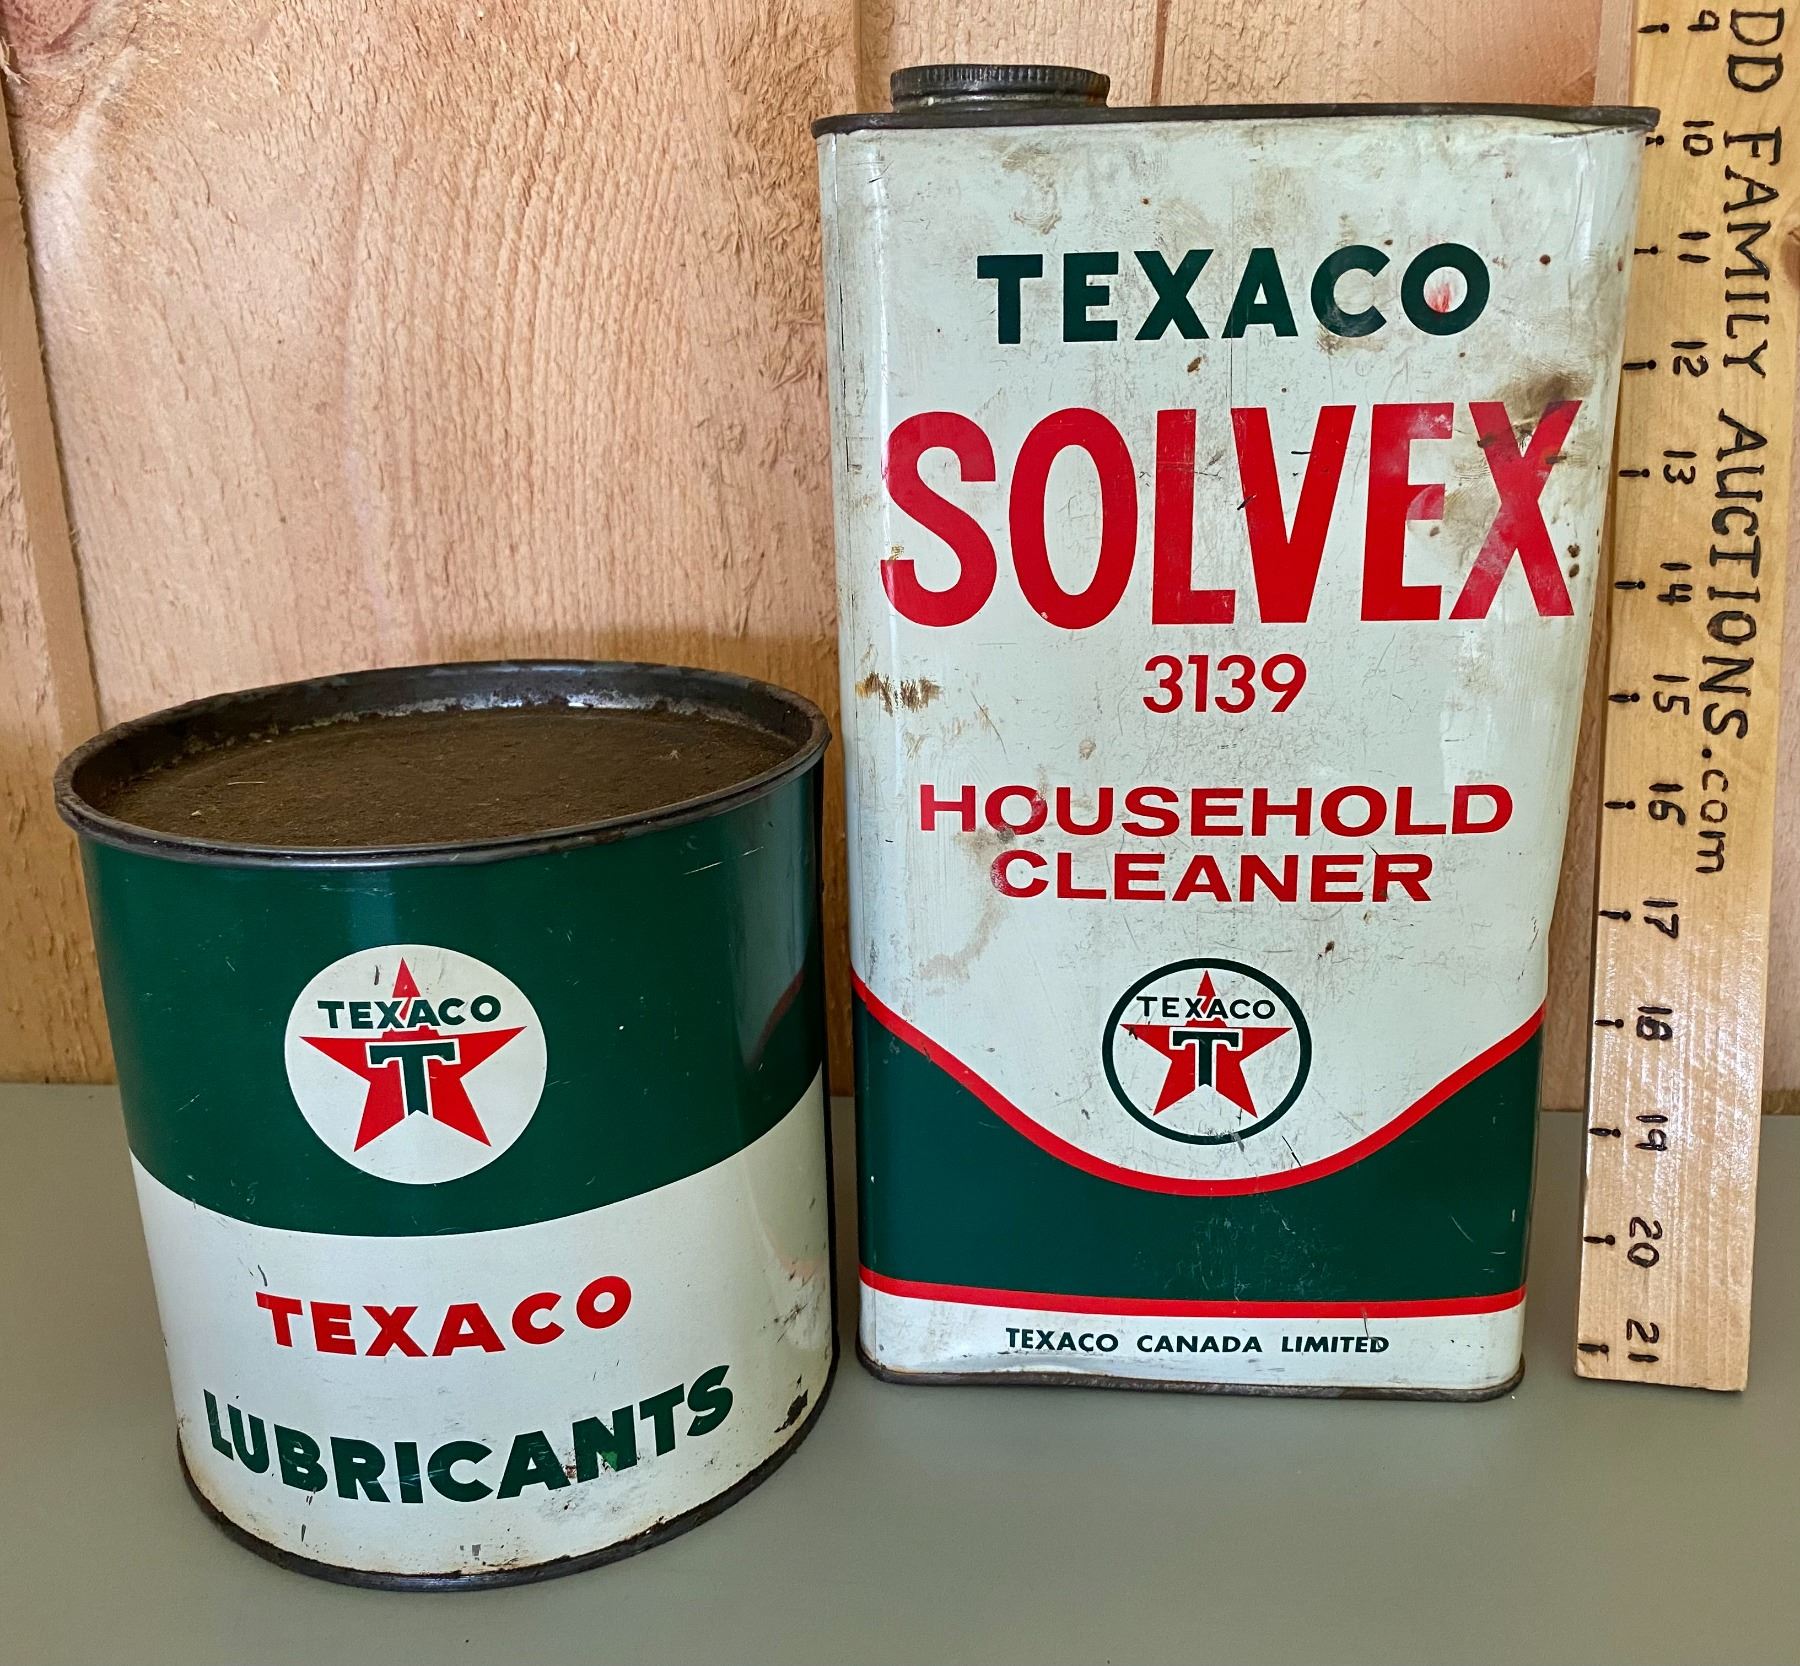 TEXACO
T
TEXACO
LUBRICANTS
TEXACO
SOLVEX
3139
HOUSEHOLD
CLEANER
TEXACO
T
TEXACO CANADA LIMITED
DD FAMILY AUCTIONS.com
9
10
11
12
13
14
15
16
17
18
19
20
21